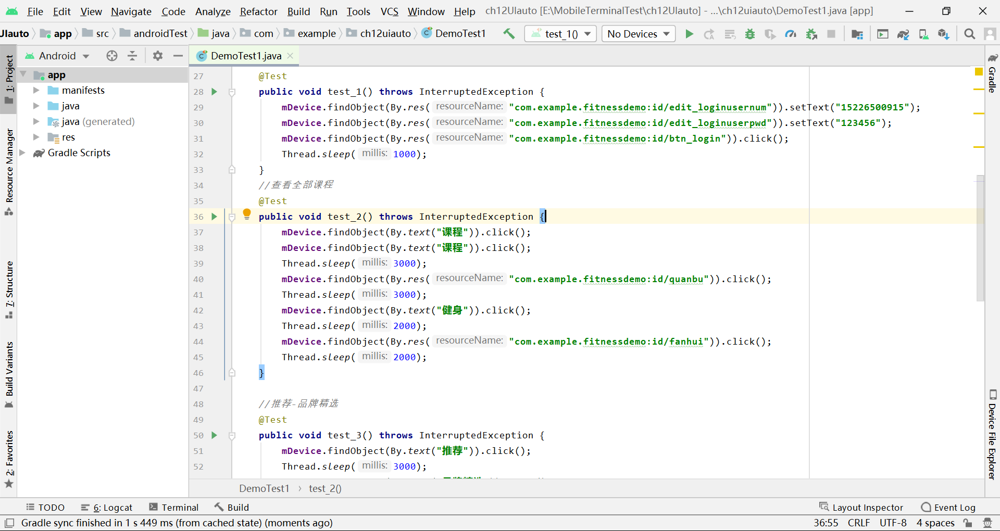 File Edit View Navigate Code Analyze Refactor Build Run Tools VCS Window Help ch12UIauto [E:\MobileTerminalTest\ch12UIauto] - ...\ch12uiauto\DemoTest1.java [app]
UIauto app src androidTest java com example ch12uiauto DemoTest1 test_1() No Devices
Android
DemoTest1.java
1: Project
Resource Manager
7: Structure
Build Variants
2: Favorites
app
manifests
java
java (generated)
res
Gradle Scripts
27 @Test
28 public void test_1() throws InterruptedException {
29 mDevice.findObject(By.res( resourceName: "com.example.fitnessdemo:id/edit_loginusernum")).setText("15226500915");
30 mDevice.findObject(By.res( resourceName: "com.example.fitnessdemo:id/edit_loginuserpwd")).setText("123456");
31 mDevice.findObject(By.res( resourceName: "com.example.fitnessdemo:id/btn_login")).click();
32 Thread.sleep( millis: 1000);
33 }
34 //查看全部课程
35 @Test
36 public void test_2() throws InterruptedException {
37 mDevice.findObject(By.text("课程")).click();
38 mDevice.findObject(By.text("课程")).click();
39 Thread.sleep( millis: 3000);
40 mDevice.findObject(By.res( resourceName: "com.example.fitnessdemo:id/quanbu")).click();
41 Thread.sleep( millis: 3000);
42 mDevice.findObject(By.text("健身")).click();
43 Thread.sleep( millis: 2000);
44 mDevice.findObject(By.res( resourceName: "com.example.fitnessdemo:id/fanhui")).click();
45 Thread.sleep( millis: 2000);
46 }
47
48 //推荐-品牌精选
49 @Test
50 public void test_3() throws InterruptedException {
51 mDevice.findObject(By.text("推荐")).click();
52 Thread.sleep( millis: 3000);
DemoTest1 › test_2()
Gradle
Device File Explorer
TODO 6: Logcat Terminal Build Layout Inspector Event Log
Gradle sync finished in 1 s 449 ms (from cached state) (moments ago) 36:55 CRLF UTF-8 4 spaces